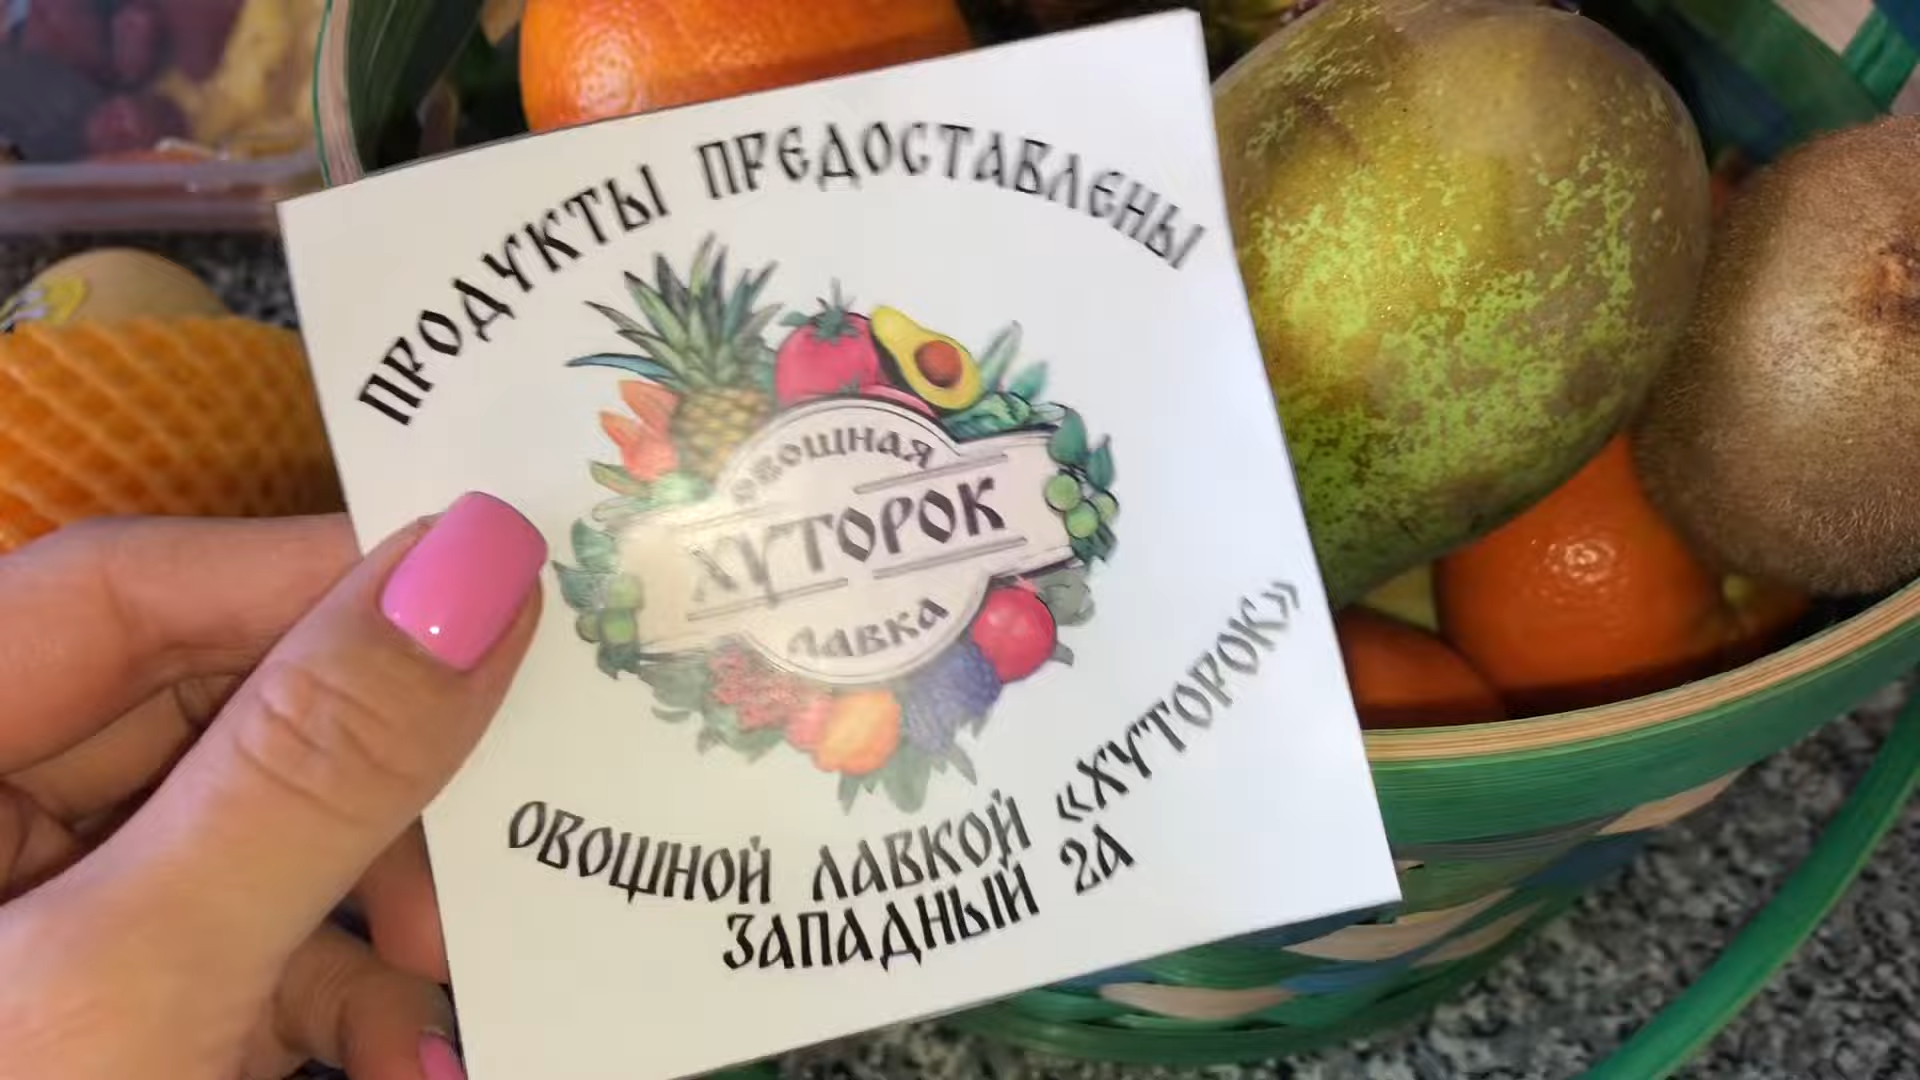 ПРОДУКТЫ ПРЕДОСТАВЛЕНЫ
ОВОЩНАЯ
ХУТОРОК
ЛАВКА
ОВОЩНОЙ ЛАВКОЙ «ХУТОРОК»
ЗАПАДНЫЙ 2А